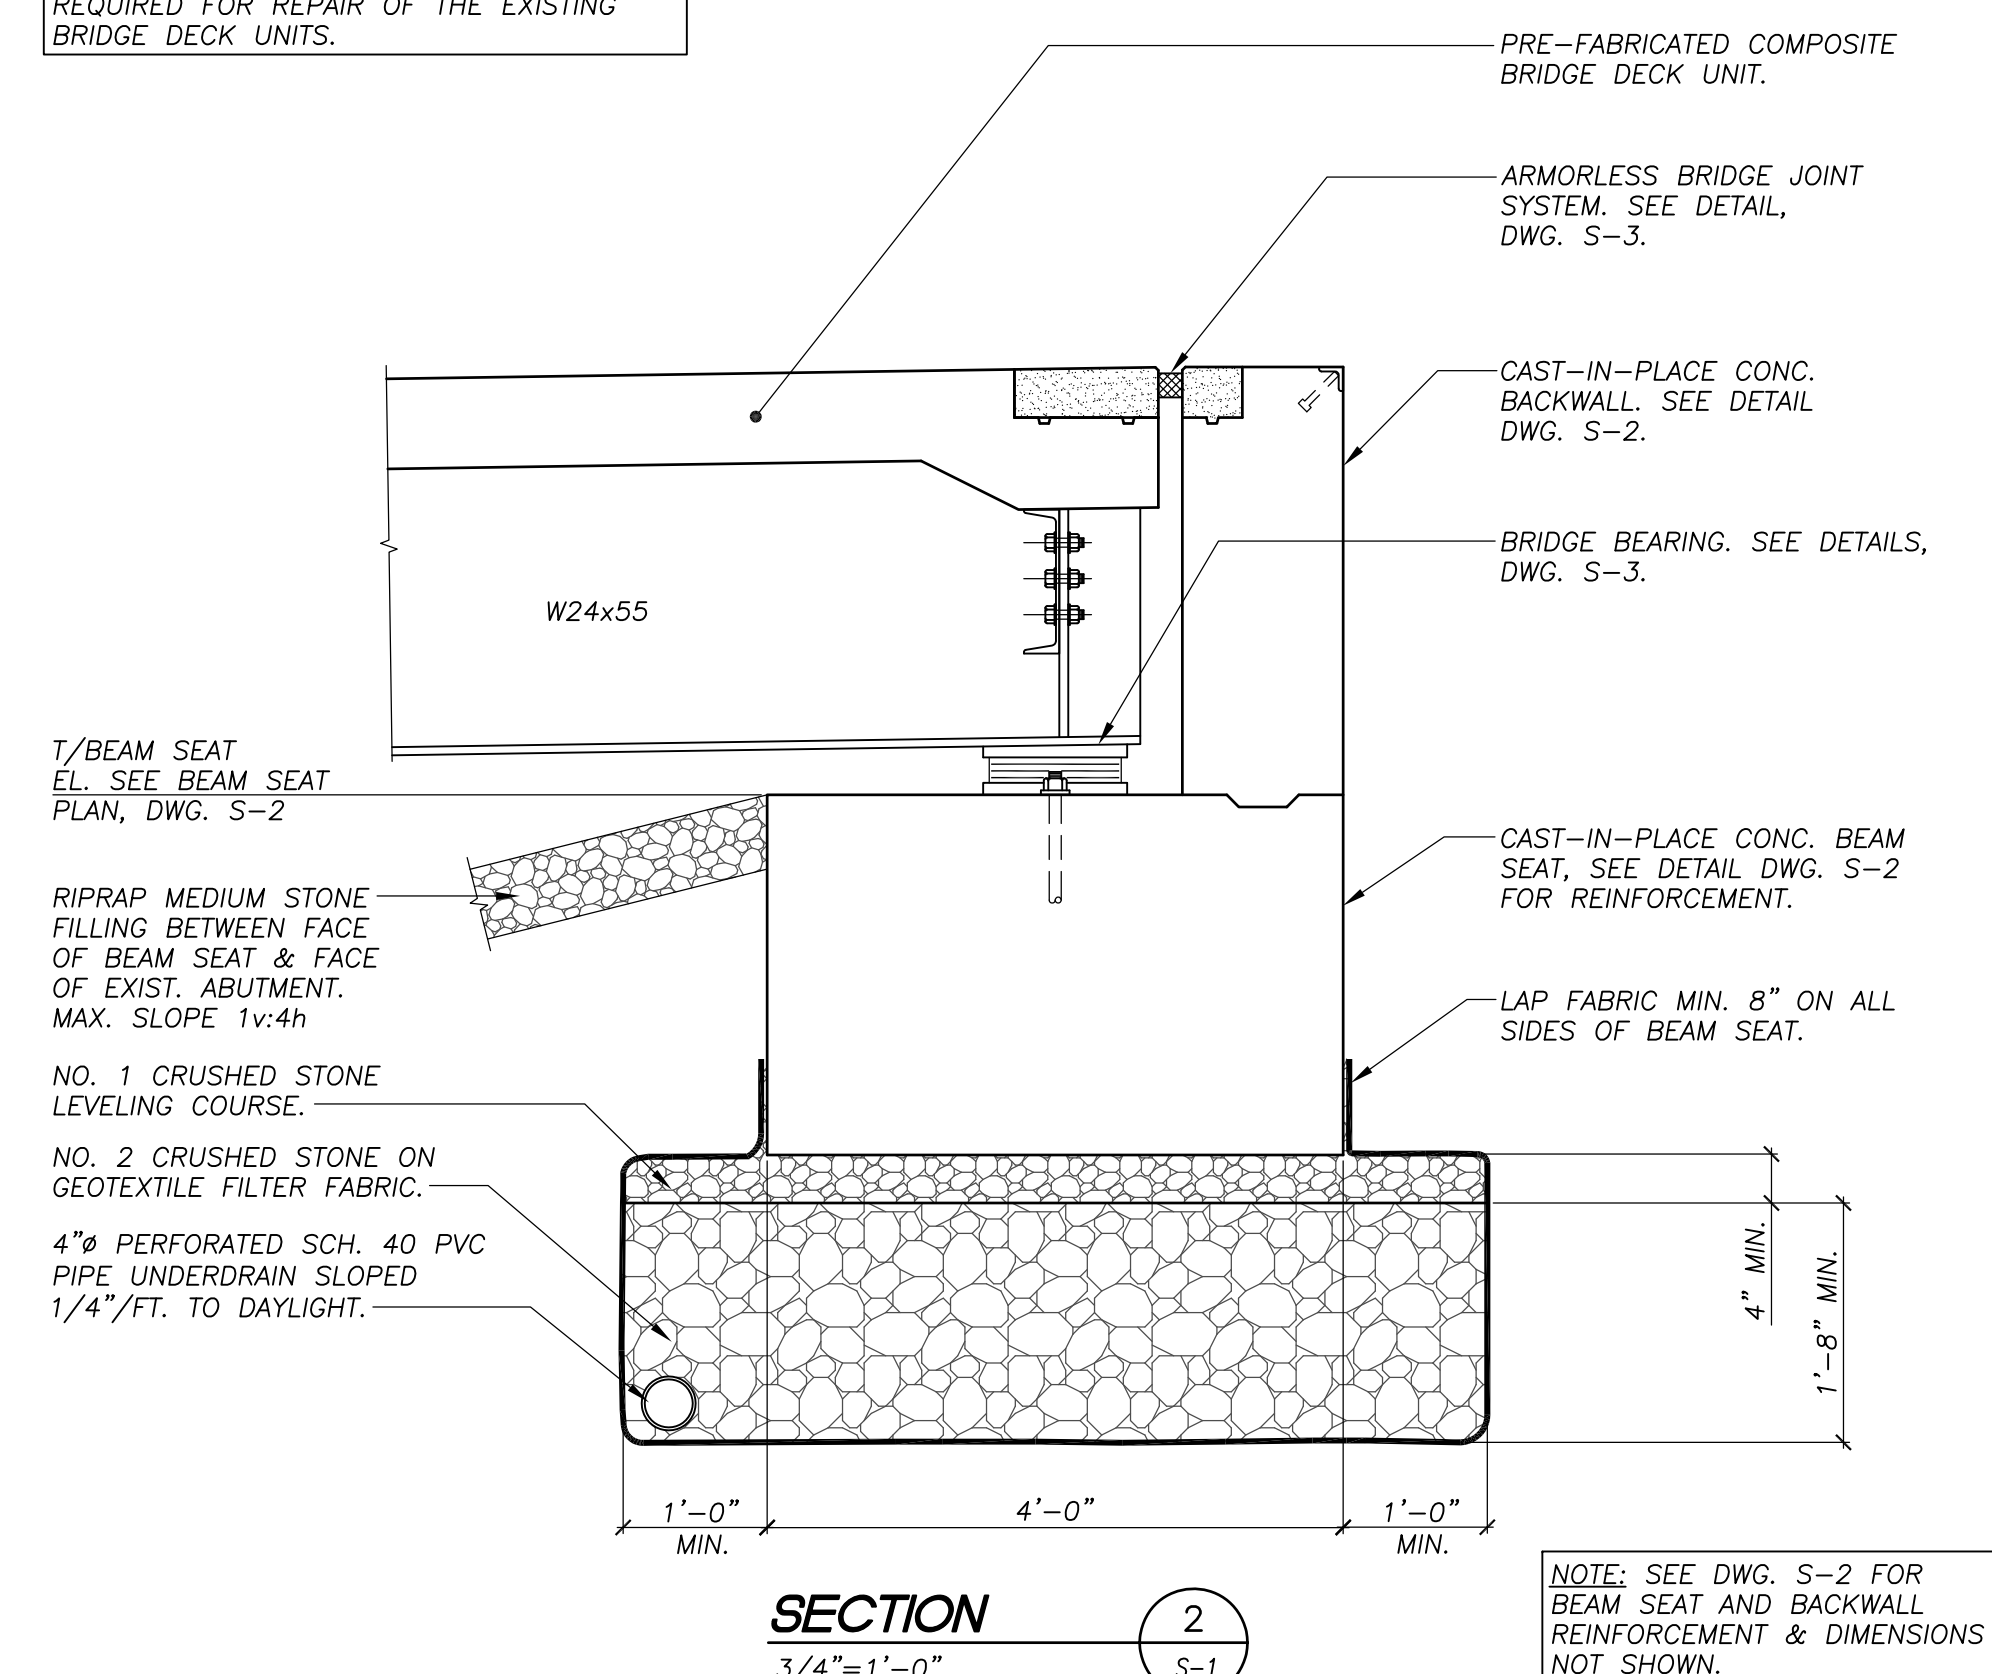 REQUIRED FOR REPAIR OF THE EXISTING
BRIDGE DECK UNITS.
PRE-FABRICATED COMPOSITE
BRIDGE DECK UNIT.
ARMORLESS BRIDGE JOINT
SYSTEM. SEE DETAIL,
DWG. S-3.
CAST-IN-PLACE CONC.
BACKWALL. SEE DETAIL
DWG. S-2.
BRIDGE BEARING. SEE DETAILS,
DWG. S-3.
W24x55
T/BEAM SEAT
EL. SEE BEAM SEAT
PLAN, DWG. S-2
RIPRAP MEDIUM STONE
FILLING BETWEEN FACE
OF BEAM SEAT & FACE
OF EXIST. ABUTMENT.
MAX. SLOPE 1v:4h
CAST-IN-PLACE CONC. BEAM
SEAT, SEE DETAIL DWG. S-2
FOR REINFORCEMENT.
LAP FABRIC MIN. 8" ON ALL
SIDES OF BEAM SEAT.
NO. 1 CRUSHED STONE
LEVELING COURSE.
NO. 2 CRUSHED STONE ON
GEOTEXTILE FILTER FABRIC.
4"ø PERFORATED SCH. 40 PVC
PIPE UNDERDRAIN SLOPED
1/4"/FT. TO DAYLIGHT.
4" MIN.
1'-8" MIN.
1'-0"
MIN.
4'-0"
1'-0"
MIN.
SECTION
3/4"=1'-0"
2
S-1
NOTE: SEE DWG. S-2 FOR
BEAM SEAT AND BACKWALL
REINFORCEMENT & DIMENSIONS
NOT SHOWN.